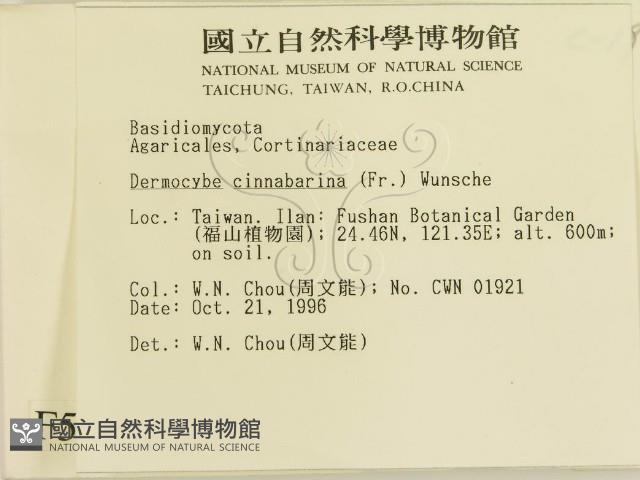 國立自然科學博物館
NATIONAL MUSEUM OF NATURAL SCIENCE
TAICHUNG, TAIWAN, R.O.CHINA
Basidiomycota
Agaricales, Cortinariaceae
Dermocybe cinnabarina (Fr.) Wunsche
Loc.: Taiwan. Ilan: Fushan Botanical Garden
(福山植物園); 24.46N, 121.35E; alt. 600m;
on soil.
Col.: W.N. Chou(周文能); No. CWN 01921
Date: Oct. 21, 1996
Det.: W.N. Chou(周文能)
F5
國立自然科學博物館
NATIONAL MUSEUM OF NATURAL SCIENCE